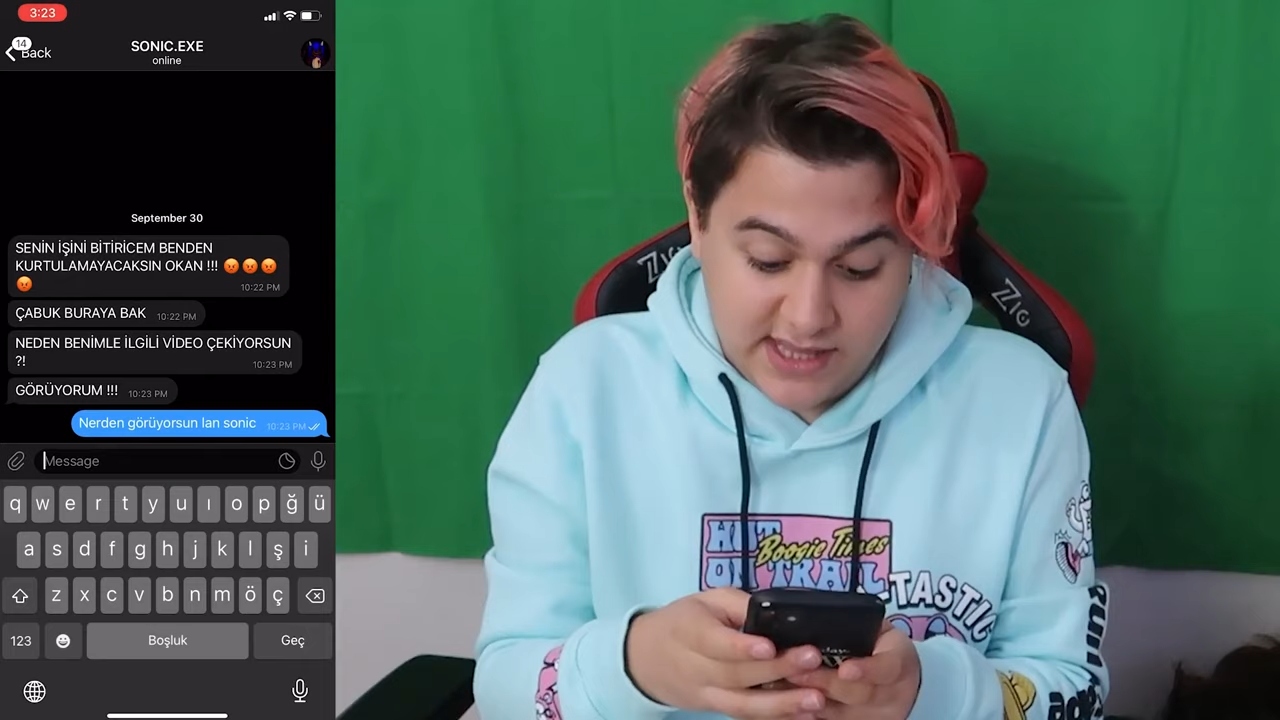 3:23
14
Back
SONIC.EXE
online
September 30
SENİN İŞİNİ BİTİRİCEM BENDEN
KURTULAMAYACAKSIN OKAN !!! 😡😡😡
😡
10:22 PM
ÇABUK BURAYA BAK 10:22 PM
NEDEN BENİMLE İLGİLİ VİDEO ÇEKİYORSUN
?!
10:23 PM
GÖRÜYORUM !!! 10:23 PM
Nerden görüyorsun lan sonic 10:23 PM
Message
q w e r t y u ı o p ğ ü
a s d f g h j k l ş i
z x c v b n m ö ç
123
Boşluk
Geç
HOT
Boogie Times
ON TRAIL
TASTIC